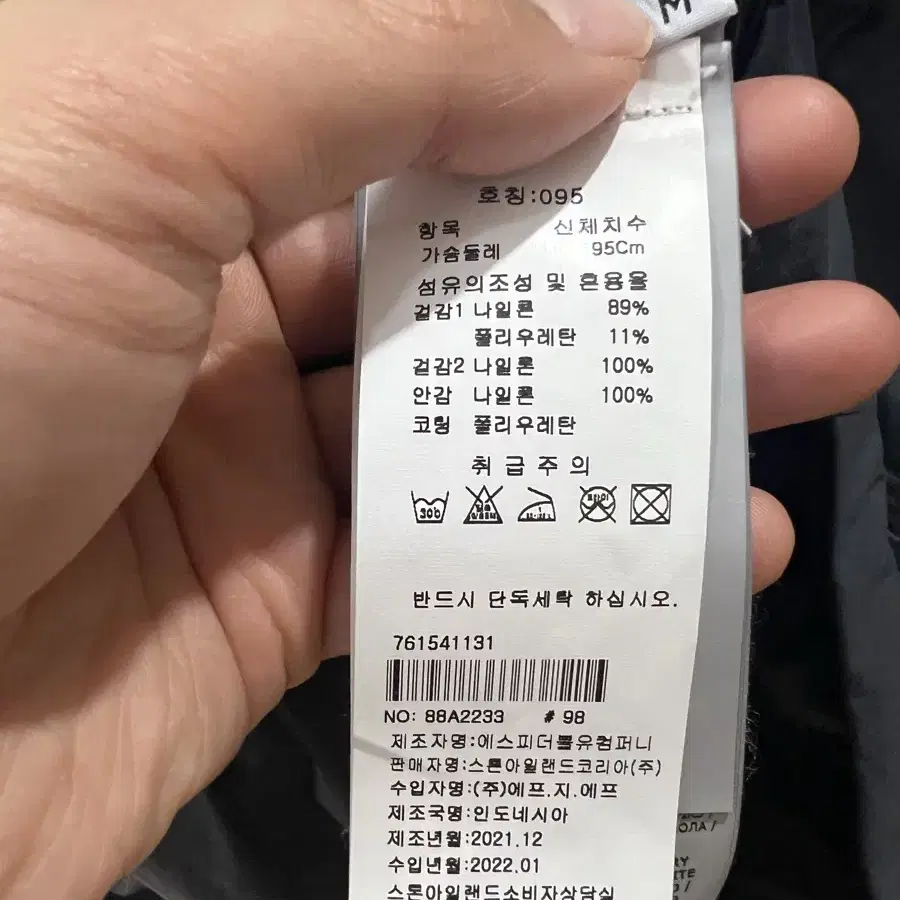 M
호칭:095
항목 신체치수
가슴둘레 95Cm
섬유의조성 및 혼용율
겉감1 나일론 89%
폴리우레탄 11%
겉감2 나일론 100%
안감 나일론 100%
코팅 폴리우레탄
취급주의
30도
반드시 단독세탁 하십시오.
761541131
NO: 88A2233 # 98
제조자명:에스피더블유컴퍼니
판매자명:스톤아일랜드코리아(주)
수입자명:(주)에프.지.에프
제조국명:인도네시아
제조년월:2021.12
수입년월:2022.01
스톤아일랜드소비자상담실